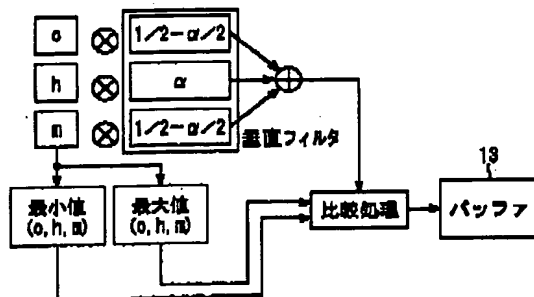 c
1/2-α/2
h
α
m
1/2-α/2
垂直フィルタ
最小値
(c,h,m)
最大値
(c,h,m)
比較処理
13
バッファ